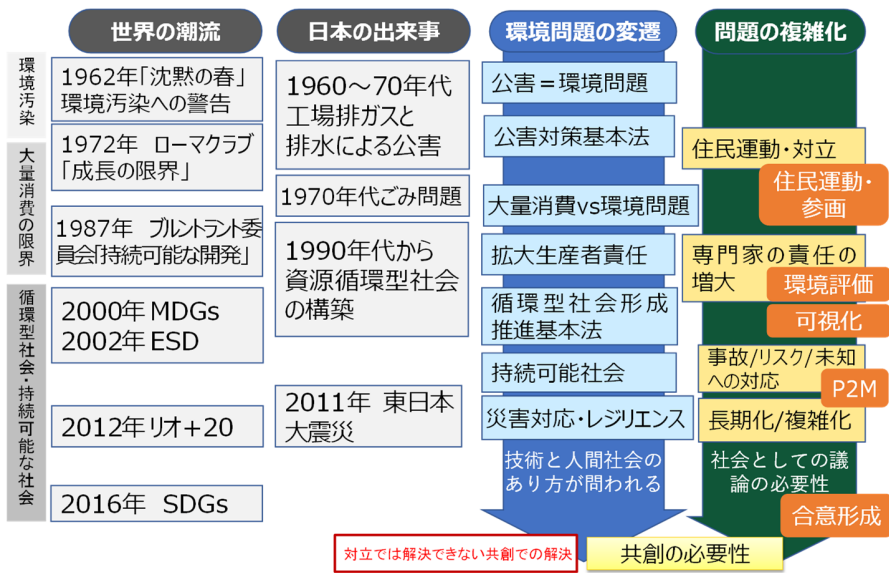 世界の潮流
日本の出来事
環境問題の変遷
問題の複雑化
環境汚染
大量消費の限界
循環型社会・持続可能な社会
1962年「沈黙の春」
環境汚染への警告
1972年 ローマクラブ
「成長の限界」
1987年 ブルントラント委
員会「持続可能な開発」
2000年 MDGs
2002年 ESD
2012年 リオ+20
2016年 SDGs
1960～70年代
工場排ガスと
排水による公害
1970年代ごみ問題
1990年代から
資源循環型社会
の構築
2011年 東日本
大震災
公害=環境問題
公害対策基本法
大量消費vs環境問題
拡大生産者責任
循環型社会形成
推進基本法
持続可能社会
災害対応・レジリエンス
技術と人間社会の
あり方が問われる
住民運動・対立
住民運動・
参画
専門家の責任の
増大
環境評価
可視化
事故/リスク/未知
への対応
P2M
長期化/複雑化
社会としての議
論の必要性
合意形成
対立では解決できない共創での解決
共創の必要性